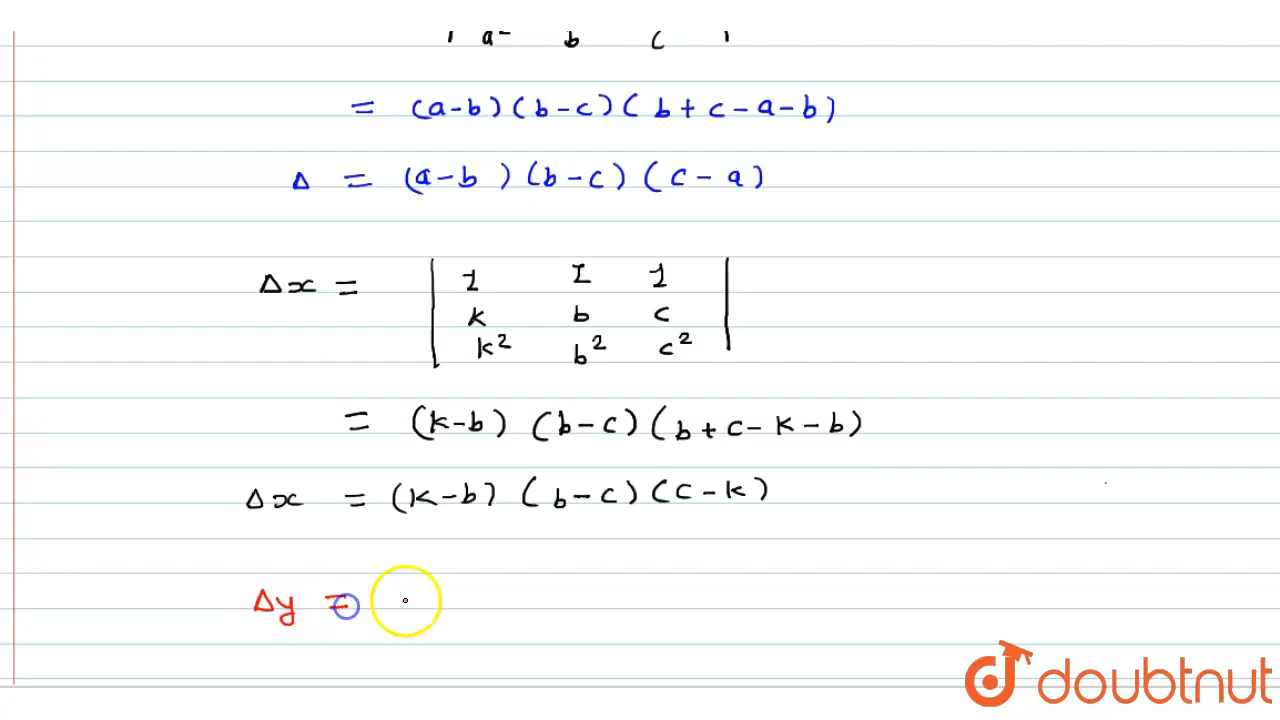 a b c
= (a-b) (b-c) ( b+c-a-b)
Δ = (a-b) (b-c) (c-a)
Δx = | 1 1 1 |
| k b c |
| k² b² c² |
= (k-b) (b-c) (b+c-k-b)
Δx = (k-b) (b-c) (c-k)
Δy =
doubtnut